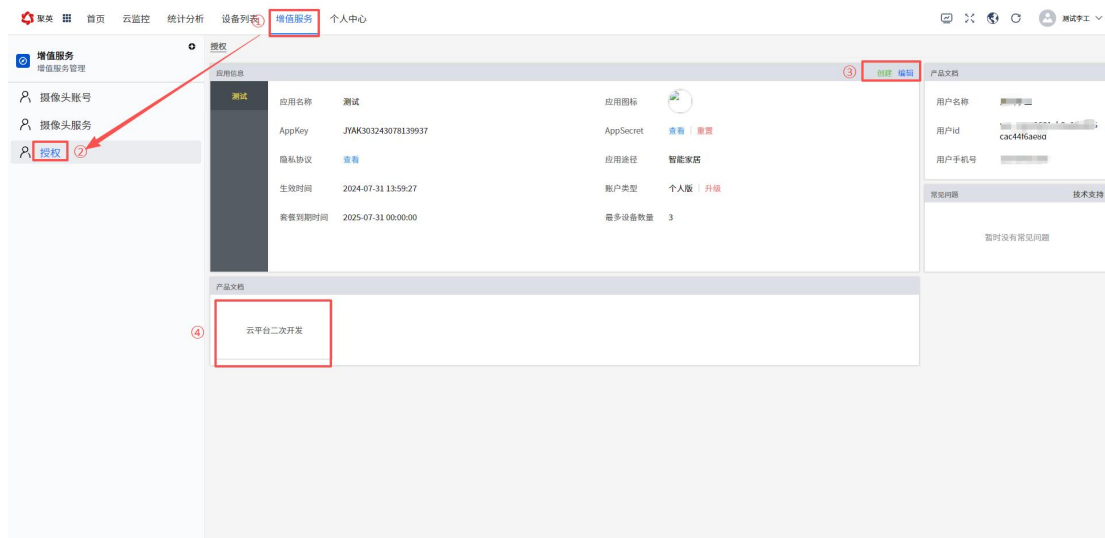 聚英 首页 云监控 统计分析 设备列表 ① 增值服务 个人中心 测试李工
增值服务
增值服务管理
摄像头账号
摄像头服务
授权 ②
授权
应用信息 ③ 创建 编辑
测试
应用名称 测试 应用图标
AppKey JYAK303243078139937 AppSecret 查看 重置
隐私协议 查看 应用途径 智能家居
生效时间 2024-07-31 13:59:27 账户类型 个人版 升级
套餐到期时间 2025-07-31 00:00:00 最多设备数量 3
产品文档
④ 云平台二次开发
产品文档
用户名称
用户id
cac44f6ae8d
用户手机号
常见问题 技术支持
暂时没有常见问题